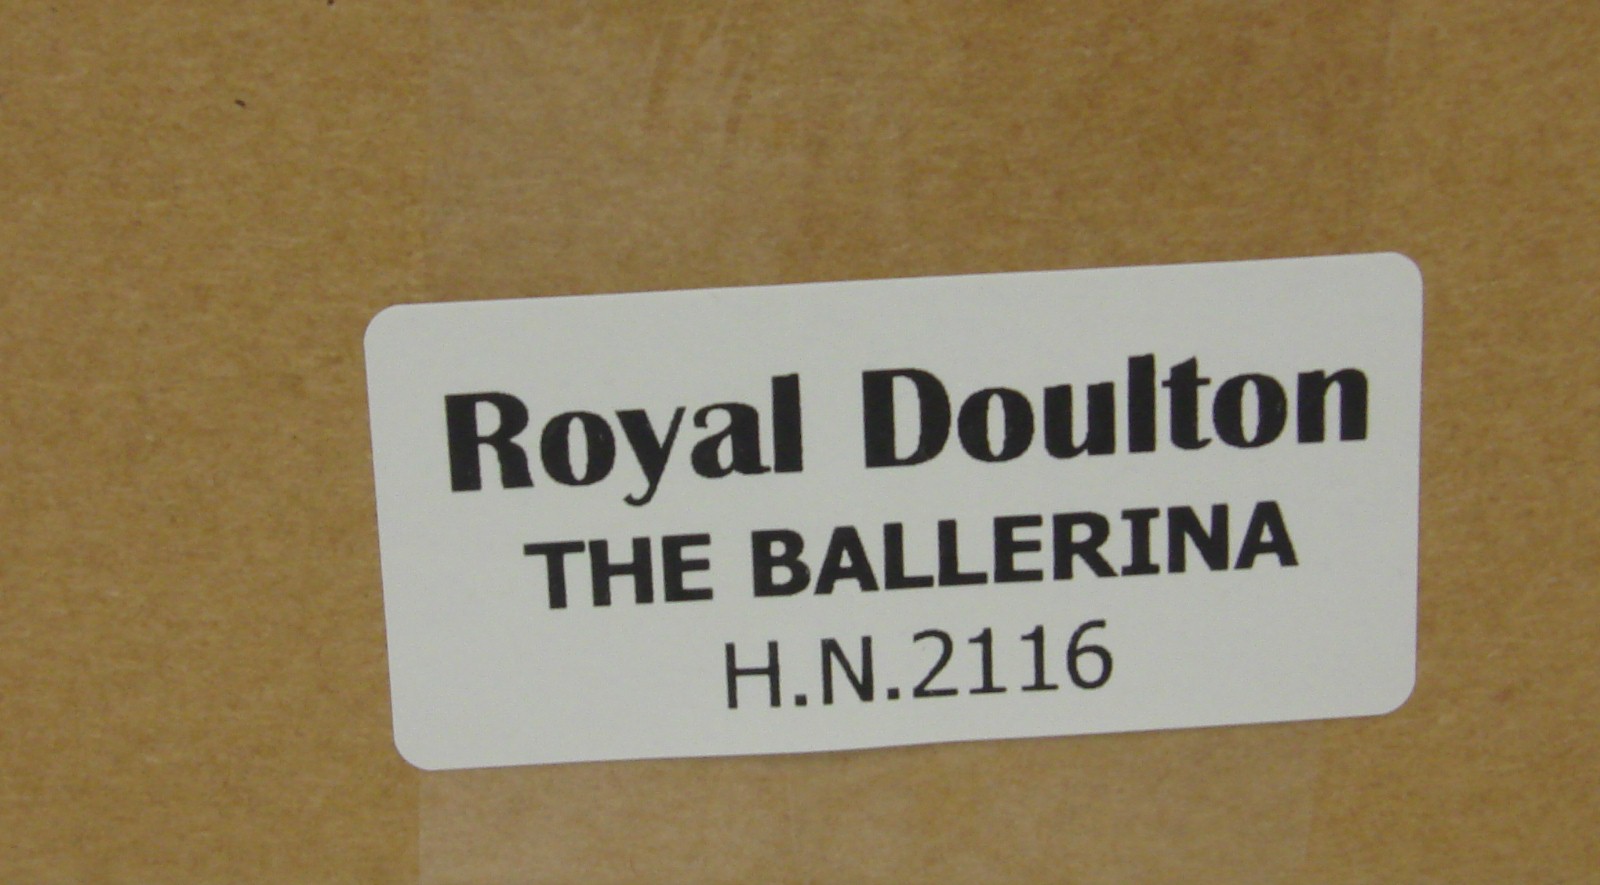 Royal Doulton
THE BALLERINA
H.N.2116